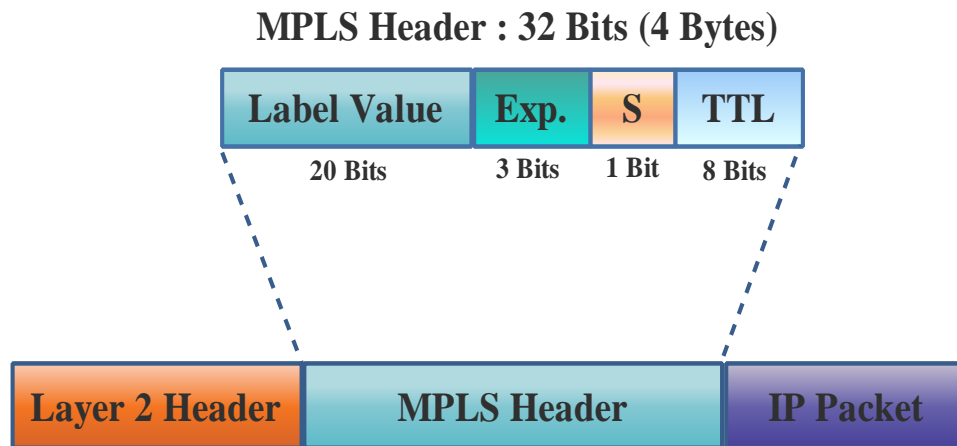 MPLS Header : 32 Bits (4 Bytes)
Label Value Exp. S TTL
20 Bits 3 Bits 1 Bit 8 Bits
Layer 2 Header MPLS Header IP Packet